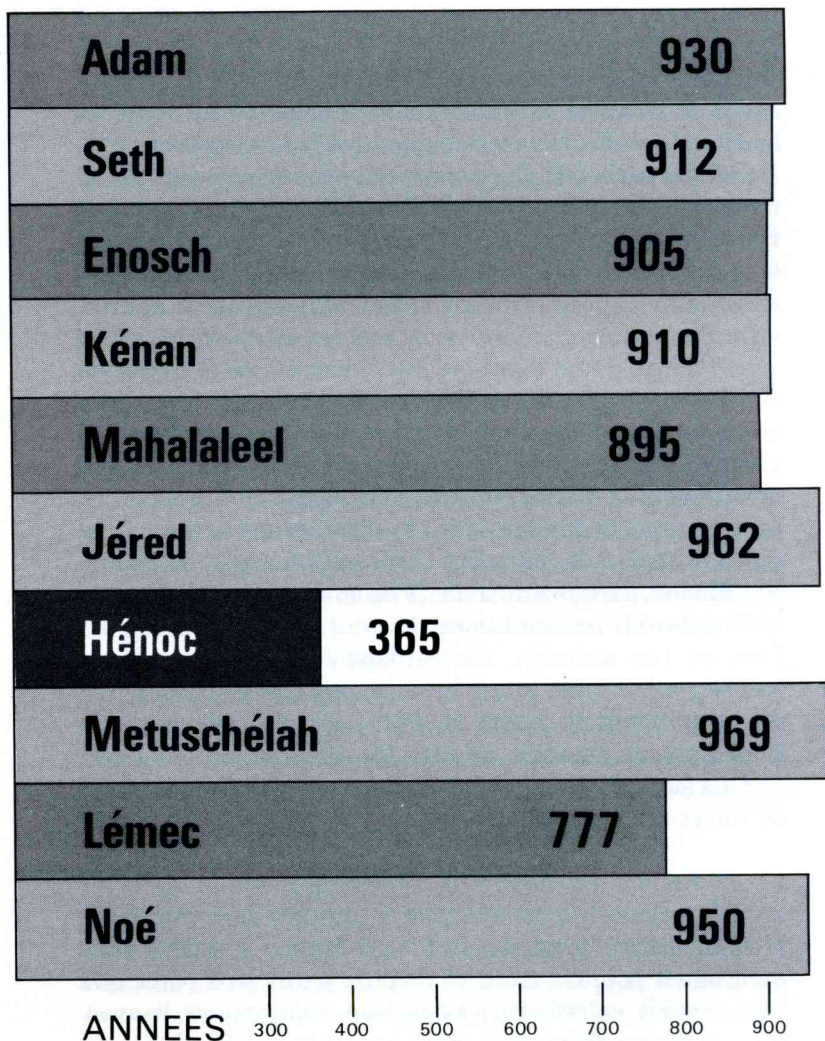 Adam 930
Seth 912
Enosch 905
Kénan 910
Mahalaleel 895
Jéred 962
Hénoc 365
Metuschélah 969
Lémec 777
Noé 950
ANNEES 300 400 500 600 700 800 900